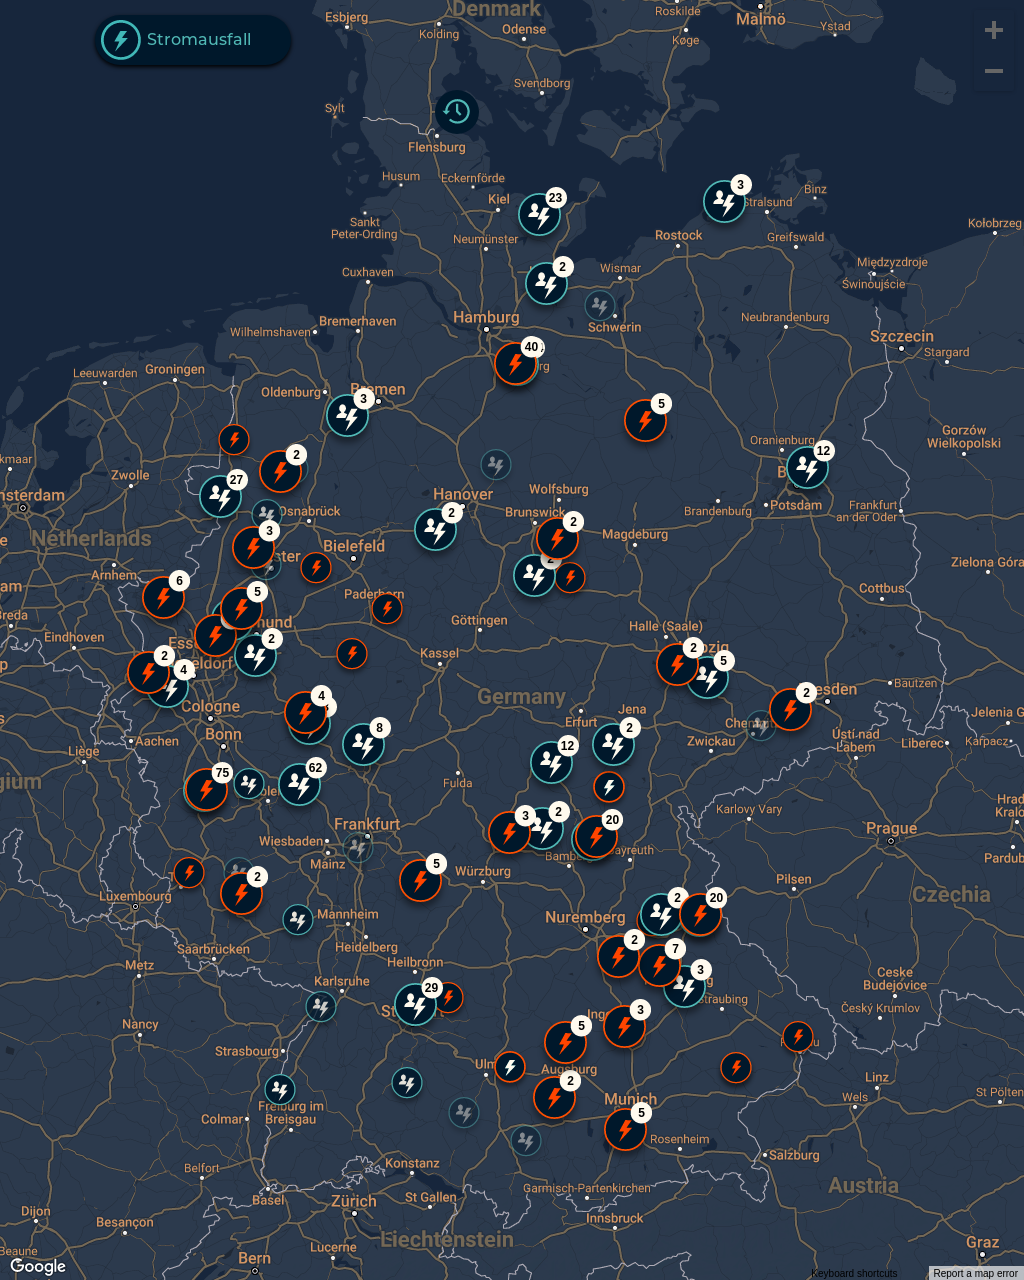 Denmark
Esbjerg
Kolding
Odense
Roskilde
Malmö
Ystad
Stromausfall
Køge
Svendborg
Sylt
Flensburg
Husum
Eckernförde
Binz
3
23
Kiel
Stralsund
Sankt
Peter-Ording
Kołobrzeg
Neumünster
Rostock
Greifswald
Międzyzdroje
Świnoujście
Cuxhaven
2
Wismar
Hamburg
Neubrandenburg
Bremerhaven
Wilhelmshaven
Schwerin
Szczecin
Stargard
40
Groningen
Leeuwarden
Oldenburg
Bremen
3
5
Gorzów
Wielkopolski
Oranienburg
12
2
Zwolle
27
Hanover
Wolfsburg
Potsdam
Frankfurt
an der Oder
Osnabrück
2
Brunswick
Brandenburg
2
3
Netherlands
Bielefeld
Magdeburg
2
Zielona Góra
Arnhem
6
5
Paderborn
Cottbus
Eindhoven
Göttingen
Halle (Saale)
2
Kassel
2
2
4
5
Bautzen
Germany
4
2
Cologne
Erfurt
Jena
Jelenia G
Bonn
Aachen
8
2
Zwickau
Ústí nad
Labem
Liberec
Karpacz
Liège
12
75
62
Fulda
3
2
20
Karlovy Vary
Frankfurt
Prague
Wiesbaden
Mainz
Bayreuth
5
Würzburg
2
Pilsen
Czechia
Luxembourg
2
20
Mannheim
Nuremberg
Saarbrücken
Heidelberg
2
7
Metz
Heilbronn
3
Karlsruhe
Ceske
Budejovice
29
Straubing
Český Krumlov
3
Nancy
5
Strasbourg
Ulm
Augsburg
2
Linz
St Pölten
Wels
Munich
Colmar
Freiburg im
Breisgau
5
Rosenheim
Salzburg
Konstanz
Belfort
Garmisch-Partenkirchen
Austria
St Gallen
Basel
Zürich
Dijon
Besançon
Innsbruck
Liechtenstein
Lucerne
Graz
Beaune
Bern
Google
Keyboard shortcuts
Report a map error